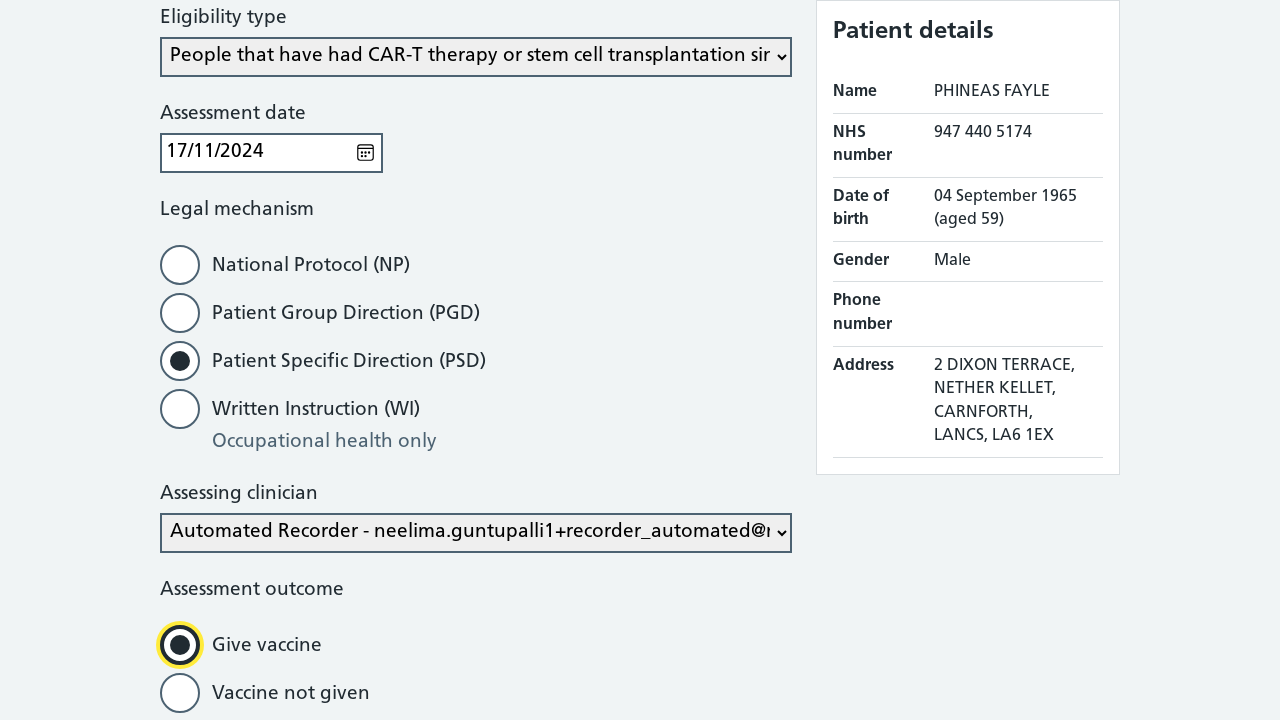 Eligibility type
People that have had CAR-T therapy or stem cell transplantation sin
Assessment date
17/11/2024
Legal mechanism
National Protocol (NP)
Patient Group Direction (PGD)
Patient Specific Direction (PSD)
Written Instruction (WI)
Occupational health only
Assessing clinician
Automated Recorder - neelima.guntupalli1+recorder_automated@
Assessment outcome
Give vaccine
Vaccine not given
Patient details
Name PHINEAS FAYLE
NHS number 947 440 5174
Date of birth 04 September 1965 (aged 59)
Gender Male
Phone number
Address 2 DIXON TERRACE,
NETHER KELLET,
CARNFORTH,
LANCS, LA6 1EX